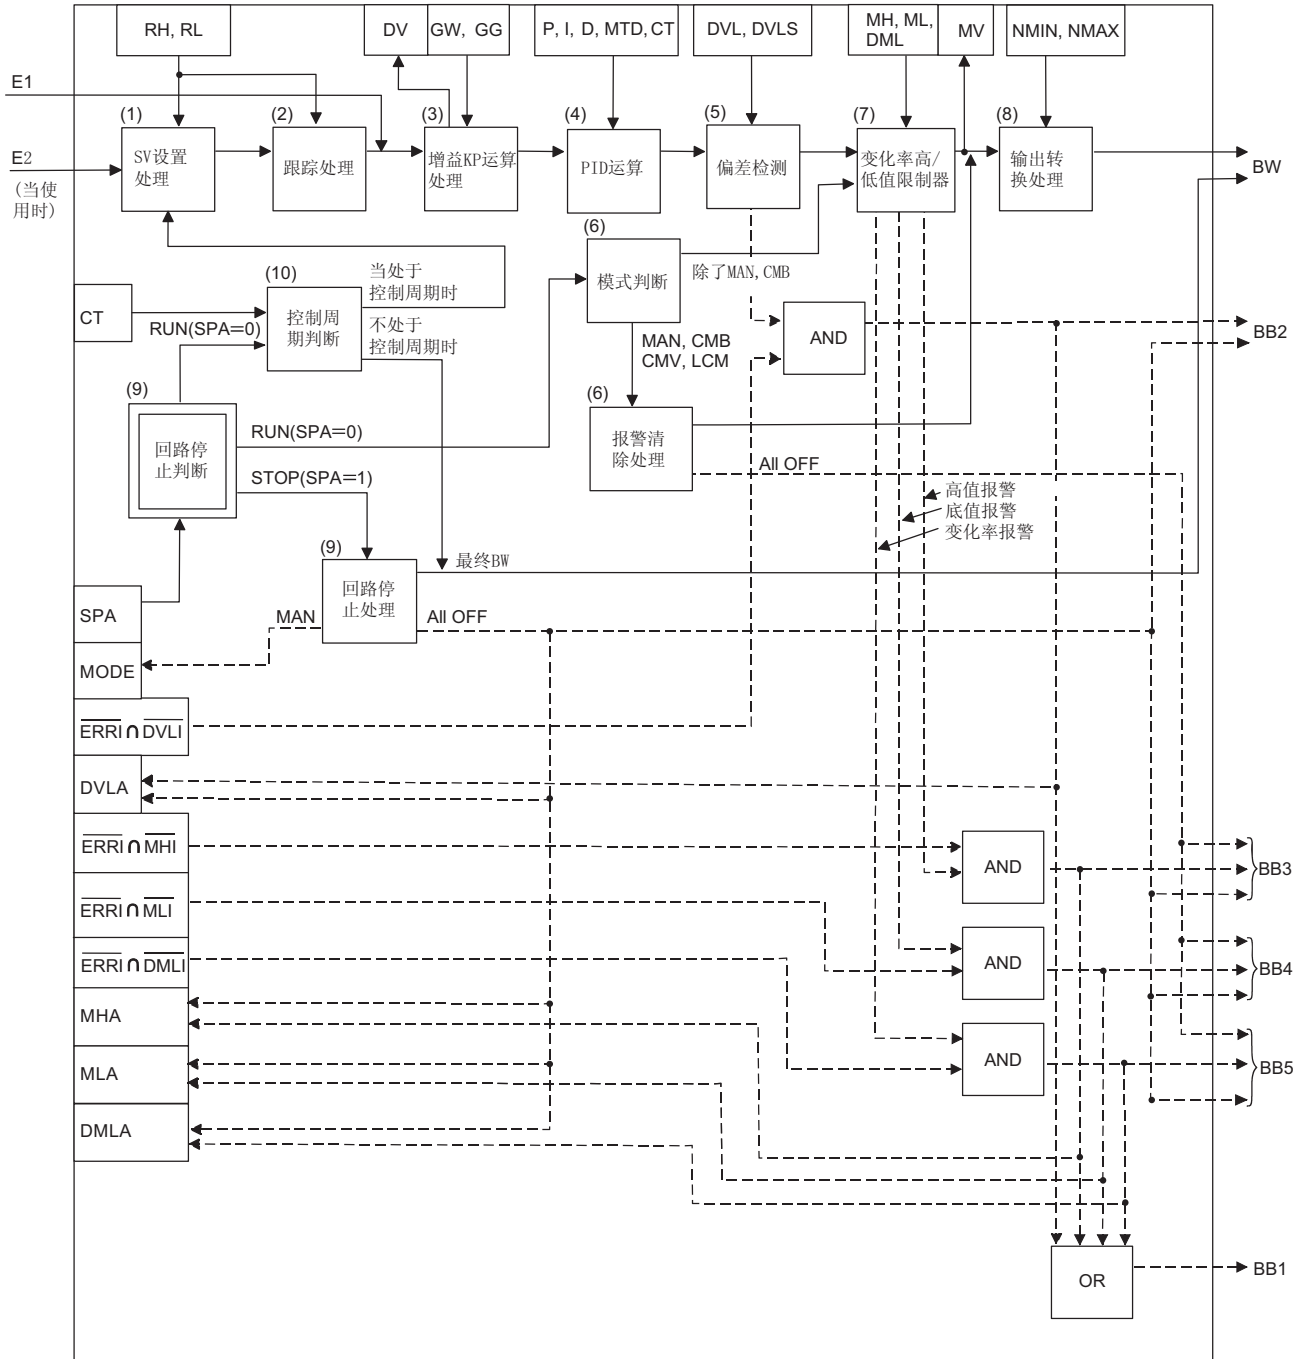 RH, RL
DV
GW, GG
P, I, D, MTD, CT
DVL, DVLS
MH, ML,
DML
MV
NMIN, NMAX
E1
(1)
(2)
(3)
(4)
(5)
(7)
(8)
E2
(当使
用时)
SV设置
处理
跟踪处理
增益KP运算
处理
PID运算
偏差检测
变化率高/
低值限制器
输出转
换处理
BW
(6)
模式判断
除了MAN,CMB
(10)
当处于
控制周期时
CT
控制周
期判断
RUN(SPA=0)
不处于
控制周期时
AND
BB2
MAN, CMB
CMV, LCM
(9)
(6)
回路停
止判断
RUN(SPA=0)
报警清
除处理
All OFF
STOP(SPA=1)
高值报警
底值报警
变化率报警
(9)
最终BW
回路停
止处理
SPA
MAN
All OFF
MODE
E̅R̅R̅I̅∩D̅V̅L̅I̅
DVLA
E̅R̅R̅I̅∩M̅H̅I̅
AND
BB3
E̅R̅R̅I̅∩M̅L̅I̅
AND
BB4
E̅R̅R̅I̅∩D̅M̅L̅I̅
MHA
AND
BB5
MLA
DMLA
OR
BB1